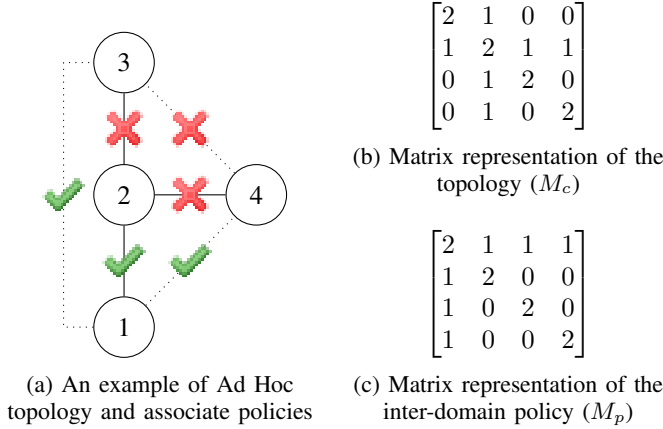 3
2
4
1
(a) An example of Ad Hoc
topology and associate policies
2 1 0 0
1 2 1 1
0 1 2 0
0 1 0 2
(b) Matrix representation of the
topology (M_c)
2 1 1 1
1 2 0 0
1 0 2 0
1 0 0 2
(c) Matrix representation of the
inter-domain policy (M_p)